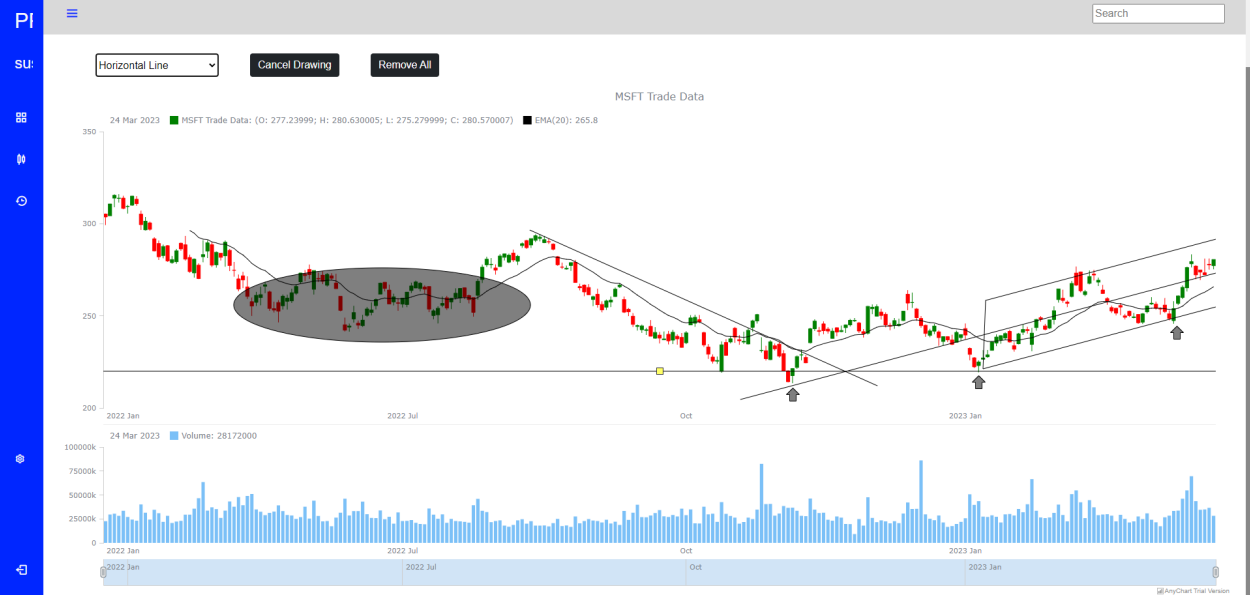 Search
Horizontal Line
Cancel Drawing
Remove All
MSFT Trade Data
24 Mar 2023 MSFT Trade Data: (O: 277.23999; H: 280.630005; L: 275.279999; C: 280.570007) EMA(20): 265.8
350
300
250
200
2022 Jan 2022 Jul Oct 2023 Jan
24 Mar 2023 Volume: 28172000
100000k
75000k
50000k
25000k
0
2022 Jan 2022 Jul Oct 2023 Jan
2022 Jan 2022 Jul Oct 2023 Jan
AnyChart Trial Version